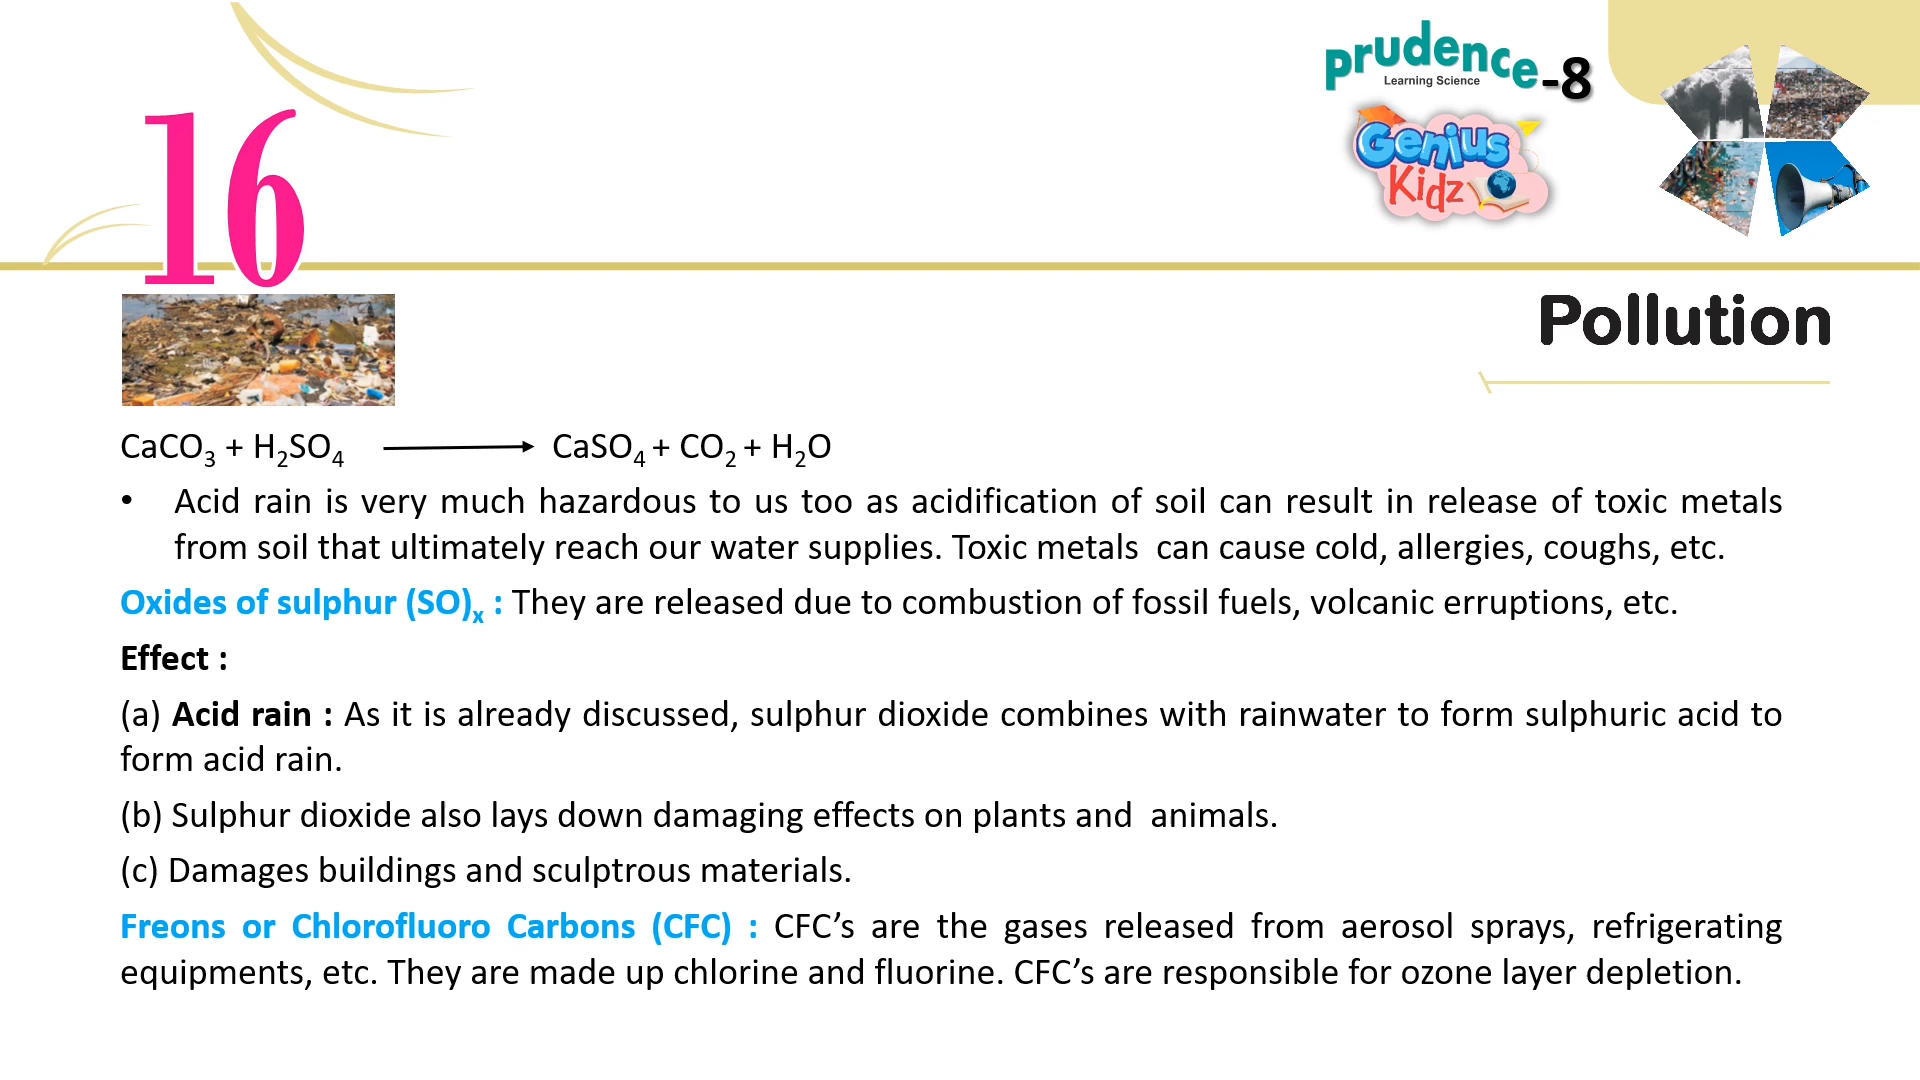 prudence-8
Learning Science
Genius
Kidz
16
Pollution
CaCO₃ + H₂SO₄ ⟶ CaSO₄ + CO₂ + H₂O
• Acid rain is very much hazardous to us too as acidification of soil can result in release of toxic metals
from soil that ultimately reach our water supplies. Toxic metals can cause cold, allergies, coughs, etc.
Oxides of sulphur (SO)ₓ : They are released due to combustion of fossil fuels, volcanic erruptions, etc.
Effect :
(a) Acid rain : As it is already discussed, sulphur dioxide combines with rainwater to form sulphuric acid to
form acid rain.
(b) Sulphur dioxide also lays down damaging effects on plants and animals.
(c) Damages buildings and sculptrous materials.
Freons or Chlorofluoro Carbons (CFC) : CFC’s are the gases released from aerosol sprays, refrigerating
equipments, etc. They are made up chlorine and fluorine. CFC’s are responsible for ozone layer depletion.